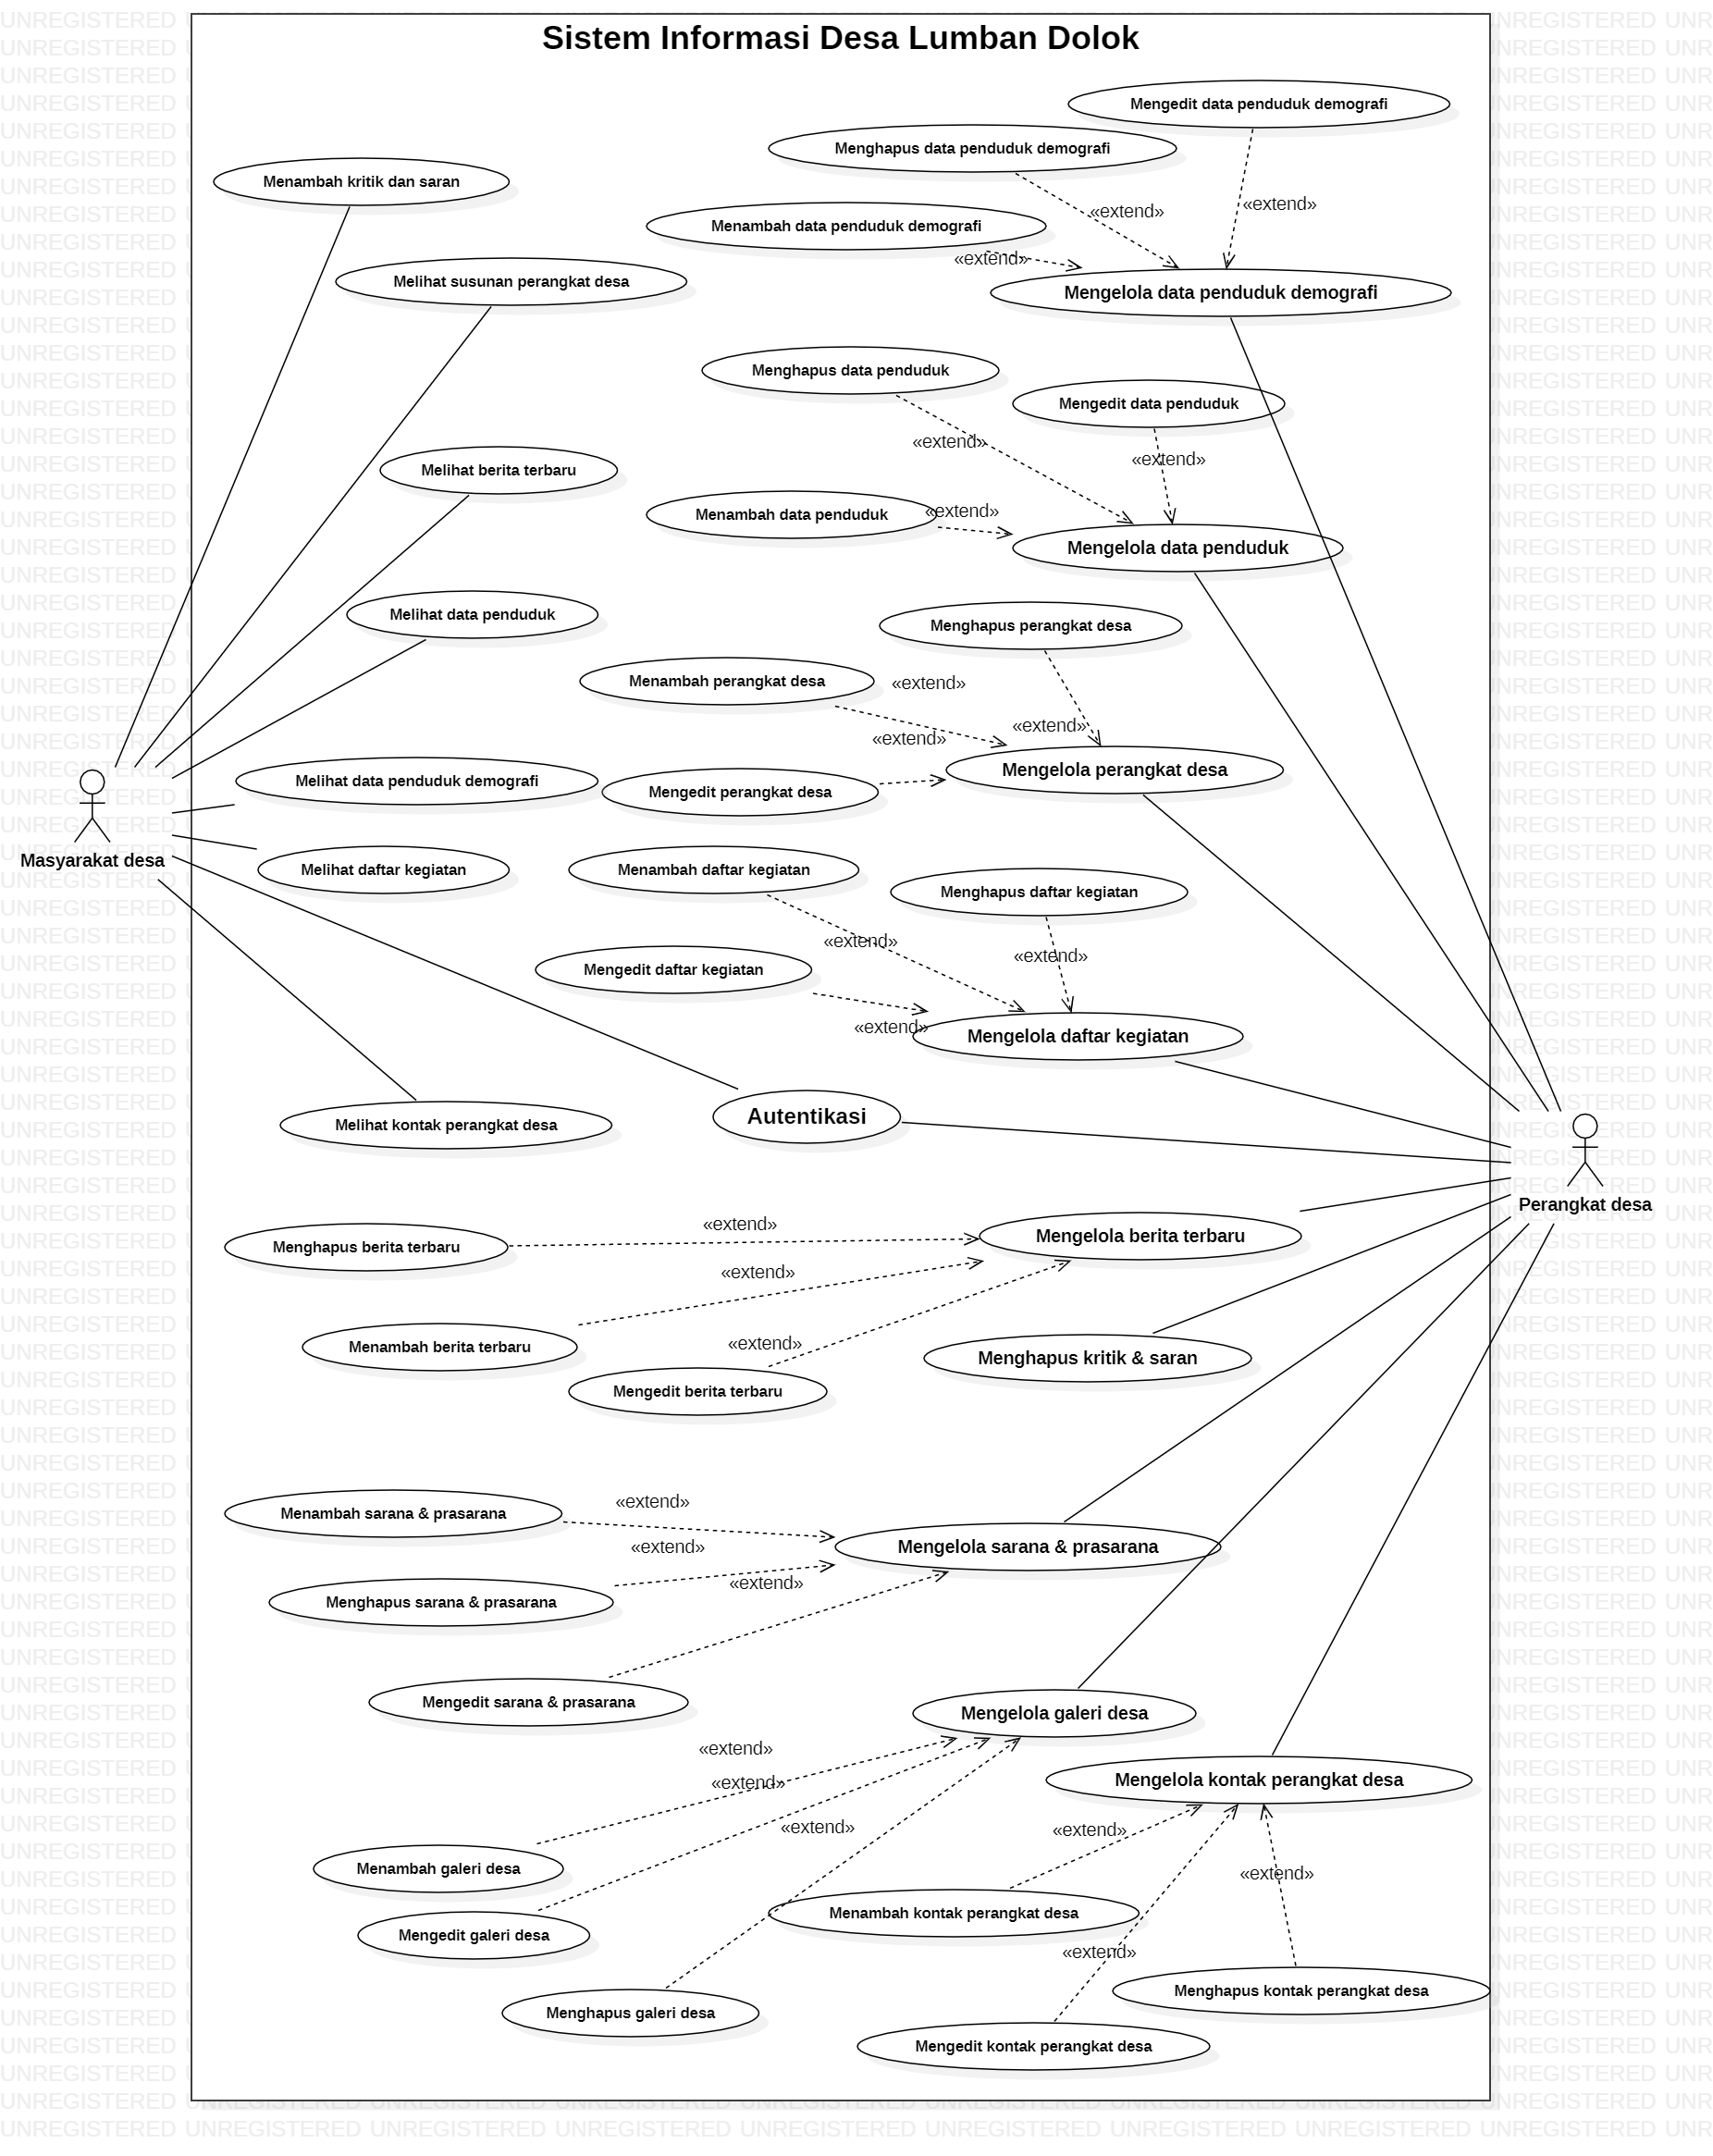 Sistem Informasi Desa Lumban Dolok
Mengedit data penduduk demografi
Menghapus data penduduk demografi
Menambah kritik dan saran
«extend»
«extend»
Menambah data penduduk demografi
«extend»
Melihat susunan perangkat desa
Mengelola data penduduk demografi
Menghapus data penduduk
Mengedit data penduduk
«extend»
«extend»
Melihat berita terbaru
Menambah data penduduk
«extend»
Mengelola data penduduk
Melihat data penduduk
Menghapus perangkat desa
Menambah perangkat desa
«extend»
«extend»
«extend»
Mengelola perangkat desa
Melihat data penduduk demografi
Mengedit perangkat desa
Masyarakat desa
Melihat daftar kegiatan
Menambah daftar kegiatan
Menghapus daftar kegiatan
«extend»
«extend»
Mengedit daftar kegiatan
«extend»
Mengelola daftar kegiatan
Autentikasi
Melihat kontak perangkat desa
Perangkat desa
«extend»
Mengelola berita terbaru
Menghapus berita terbaru
«extend»
Menambah berita terbaru
«extend»
Menghapus kritik & saran
Mengedit berita terbaru
«extend»
Menambah sarana & prasarana
«extend»
Mengelola sarana & prasarana
«extend»
Menghapus sarana & prasarana
Mengedit sarana & prasarana
Mengelola galeri desa
«extend»
«extend»
Mengelola kontak perangkat desa
«extend»
«extend»
Menambah galeri desa
«extend»
Menambah kontak perangkat desa
Mengedit galeri desa
«extend»
Menghapus kontak perangkat desa
Menghapus galeri desa
Mengedit kontak perangkat desa
UNREGISTERED